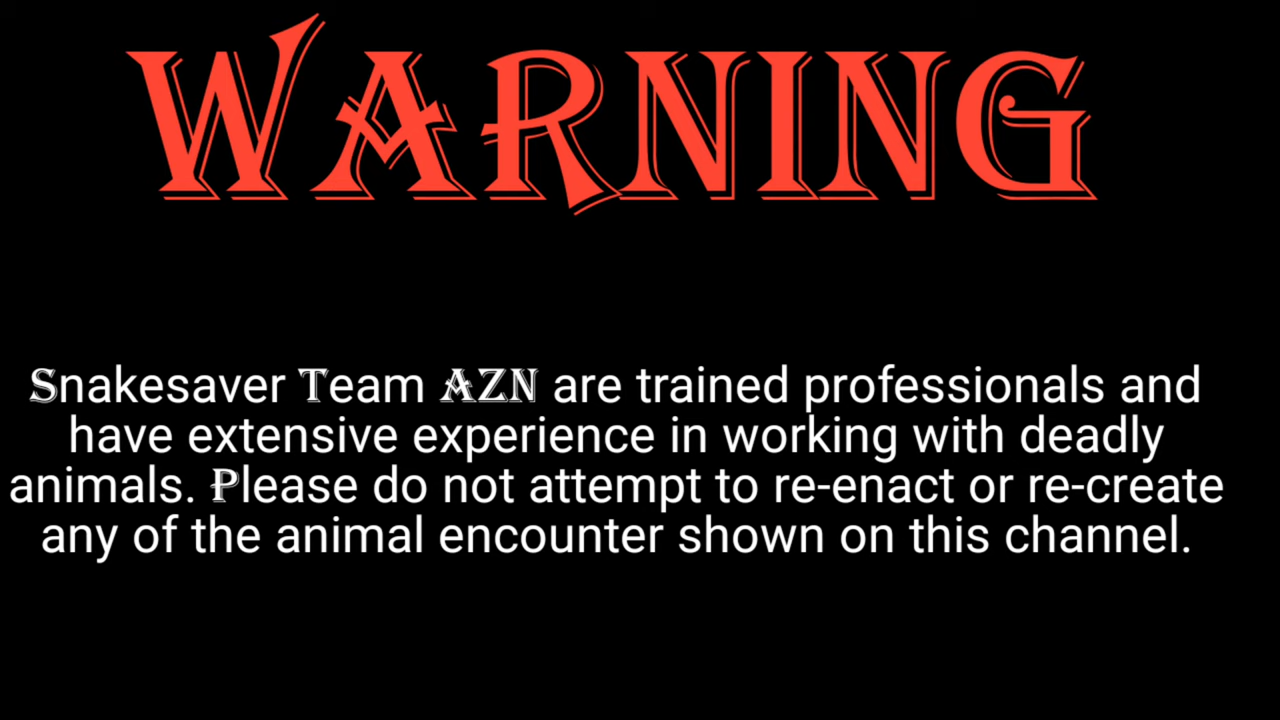 WARNING
Snakesaver Team AZN are trained professionals and
have extensive experience in working with deadly
animals. Please do not attempt to re-enact or re-create
any of the animal encounter shown on this channel.